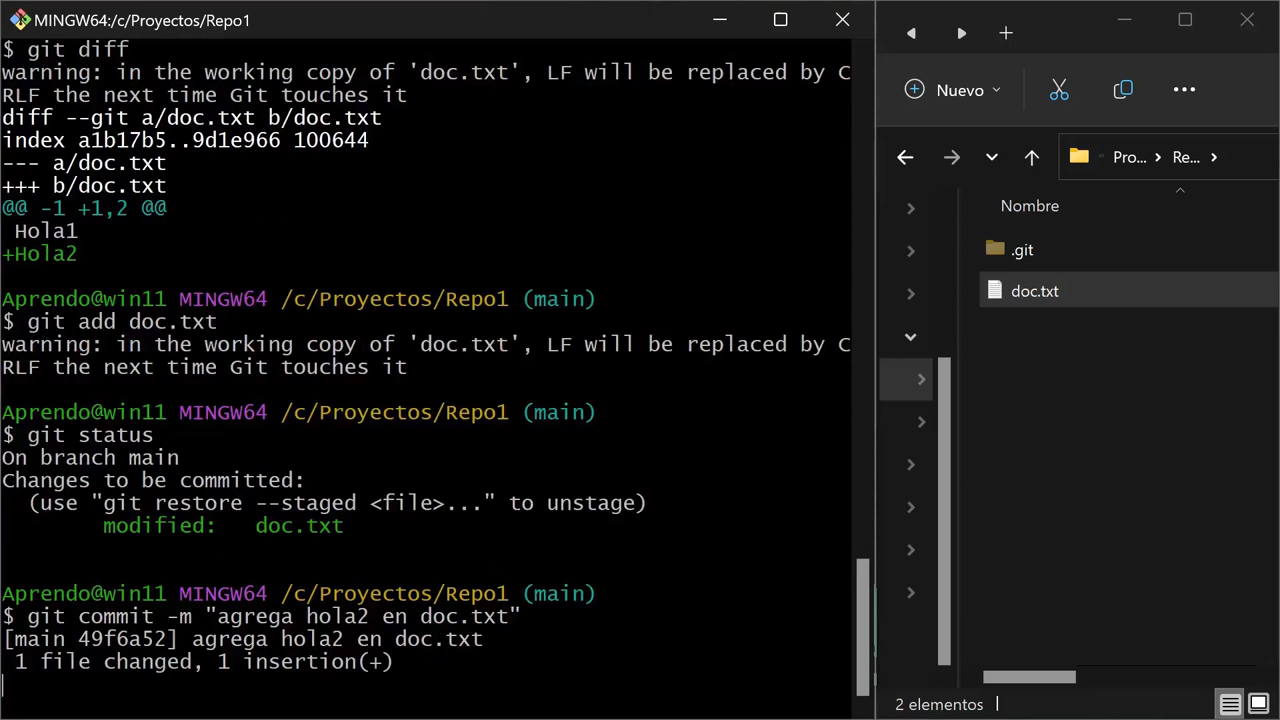 MINGW64:/c/Proyectos/Repo1
$ git diff
warning: in the working copy of 'doc.txt', LF will be replaced by C
RLF the next time Git touches it
diff --git a/doc.txt b/doc.txt
index a1b17b5..9d1e966 100644
--- a/doc.txt
+++ b/doc.txt
@@ -1 +1,2 @@
 Hola1
+Hola2
Aprendo@win11 MINGW64 /c/Proyectos/Repo1 (main)
$ git add doc.txt
warning: in the working copy of 'doc.txt', LF will be replaced by C
RLF the next time Git touches it
Aprendo@win11 MINGW64 /c/Proyectos/Repo1 (main)
$ git status
On branch main
Changes to be committed:
  (use "git restore --staged <file>..." to unstage)
        modified:   doc.txt
Aprendo@win11 MINGW64 /c/Proyectos/Repo1 (main)
$ git commit -m "agrega hola2 en doc.txt"
[main 49f6a52] agrega hola2 en doc.txt
 1 file changed, 1 insertion(+)
Nuevo
Pro... Re...
Nombre
.git
doc.txt
2 elementos